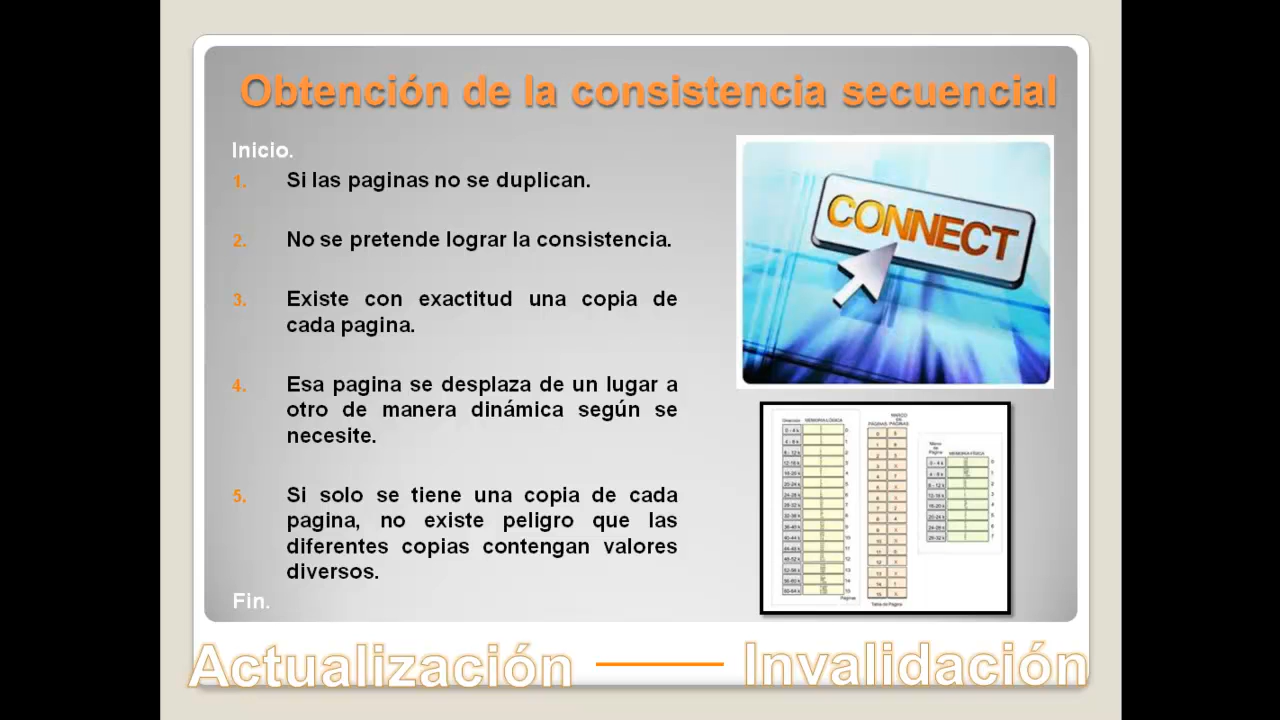 Obtención de la consistencia secuencial
Inicio.
1. Si las paginas no se duplican.
2. No se pretende lograr la consistencia.
3. Existe con exactitud una copia de
cada pagina.
4. Esa pagina se desplaza de un lugar a
otro de manera dinámica según se
necesite.
5. Si solo se tiene una copia de cada
pagina, no existe peligro que las
diferentes copias contengan valores
diversos.
Fin.
CONNECT
Actualización
Invalidación